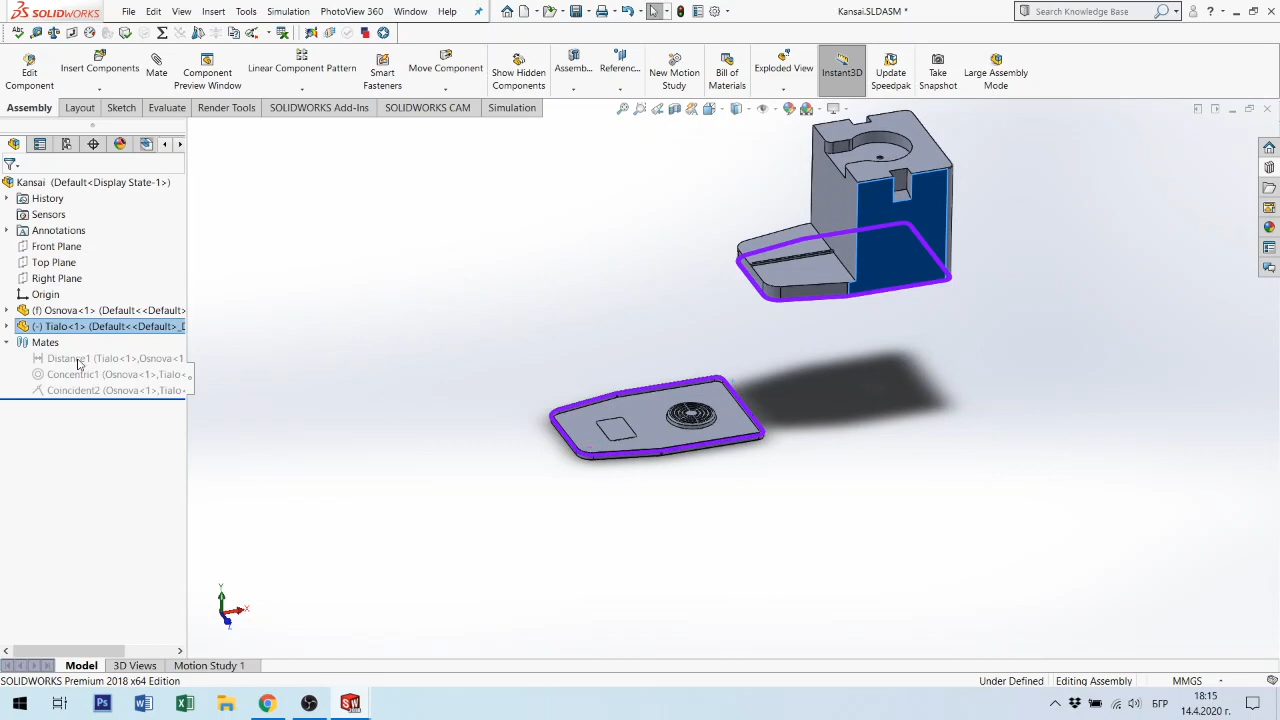 SOLIDWORKS File Edit View Insert Tools Simulation PhotoView 360 Window Help Kansai.SLDASM * Search Knowledge Base
Edit Component Insert Components Mate Component Preview Window Linear Component Pattern Smart Fasteners Move Component Show Hidden Components Assemb... Referenc... New Motion Study Bill of Materials Exploded View Instant3D Update Speedpak Take Snapshot Large Assembly Mode
Assembly Layout Sketch Evaluate Render Tools SOLIDWORKS Add-Ins SOLIDWORKS CAM Simulation
Kansai (Default<Display State-1>)
History
Sensors
Annotations
Front Plane
Top Plane
Right Plane
Origin
(f) Osnova<1> (Default<<Default>
(-) Tialo<1> (Default<<Default>_D
Mates
Distance1 (Tialo<1>,Osnova<1
Concentric1 (Osnova<1>,Tialo<
Coincident2 (Osnova<1>,Tialo<
Y
X
Z
Model 3D Views Motion Study 1
SOLIDWORKS Premium 2018 x64 Edition Under Defined Editing Assembly MMGS
БГР 18:15
14.4.2020 г.